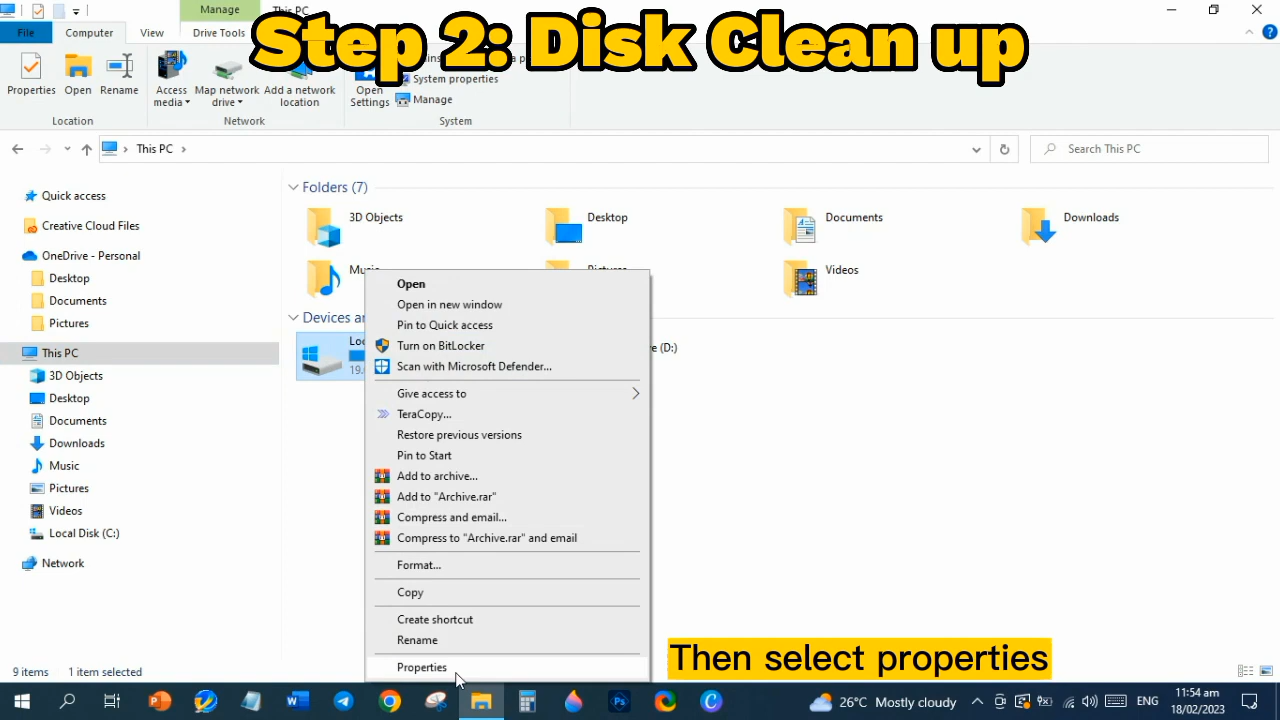 Manage
This PC
Step 2: Disk Clean up
File
Computer
View
Drive Tools
Properties
Open
Rename
Access media
Map network drive
Add a network location
Open Settings
System properties
Manage
Location
Network
System
This PC
Search This PC
Quick access
Creative Cloud Files
OneDrive - Personal
Desktop
Documents
Pictures
This PC
3D Objects
Desktop
Documents
Downloads
Music
Pictures
Videos
Local Disk (C:)
Network
Folders (7)
3D Objects
Desktop
Documents
Downloads
Music
Pictures
Videos
(D:)
Open
Open in new window
Pin to Quick access
Turn on BitLocker
Scan with Microsoft Defender...
Give access to
TeraCopy...
Restore previous versions
Pin to Start
Add to archive...
Add to "Archive.rar"
Compress and email...
Compress to "Archive.rar" and email
Format...
Copy
Create shortcut
Rename
Properties
Then select properties
9 items
1 item selected
26°C Mostly cloudy
ENG
11:54 am
18/02/2023